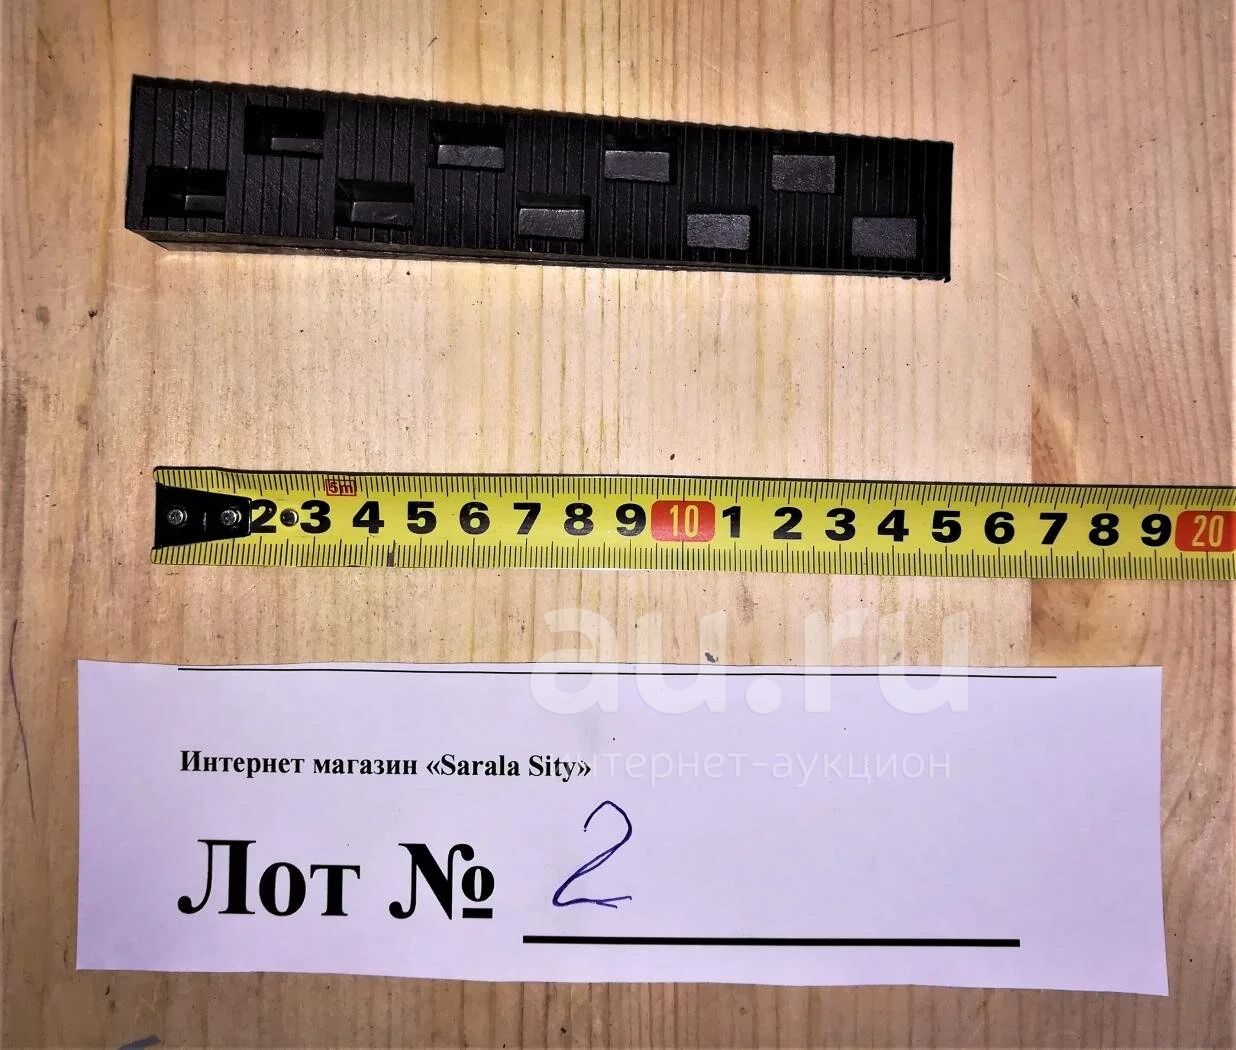 5m
2 3 4 5 6 7 8 9 10 1 2 3 4 5 6 7 8 9 20
au.ru
интернет-аукцион
Интернет магазин «Sarala Sity»
Лот № 2